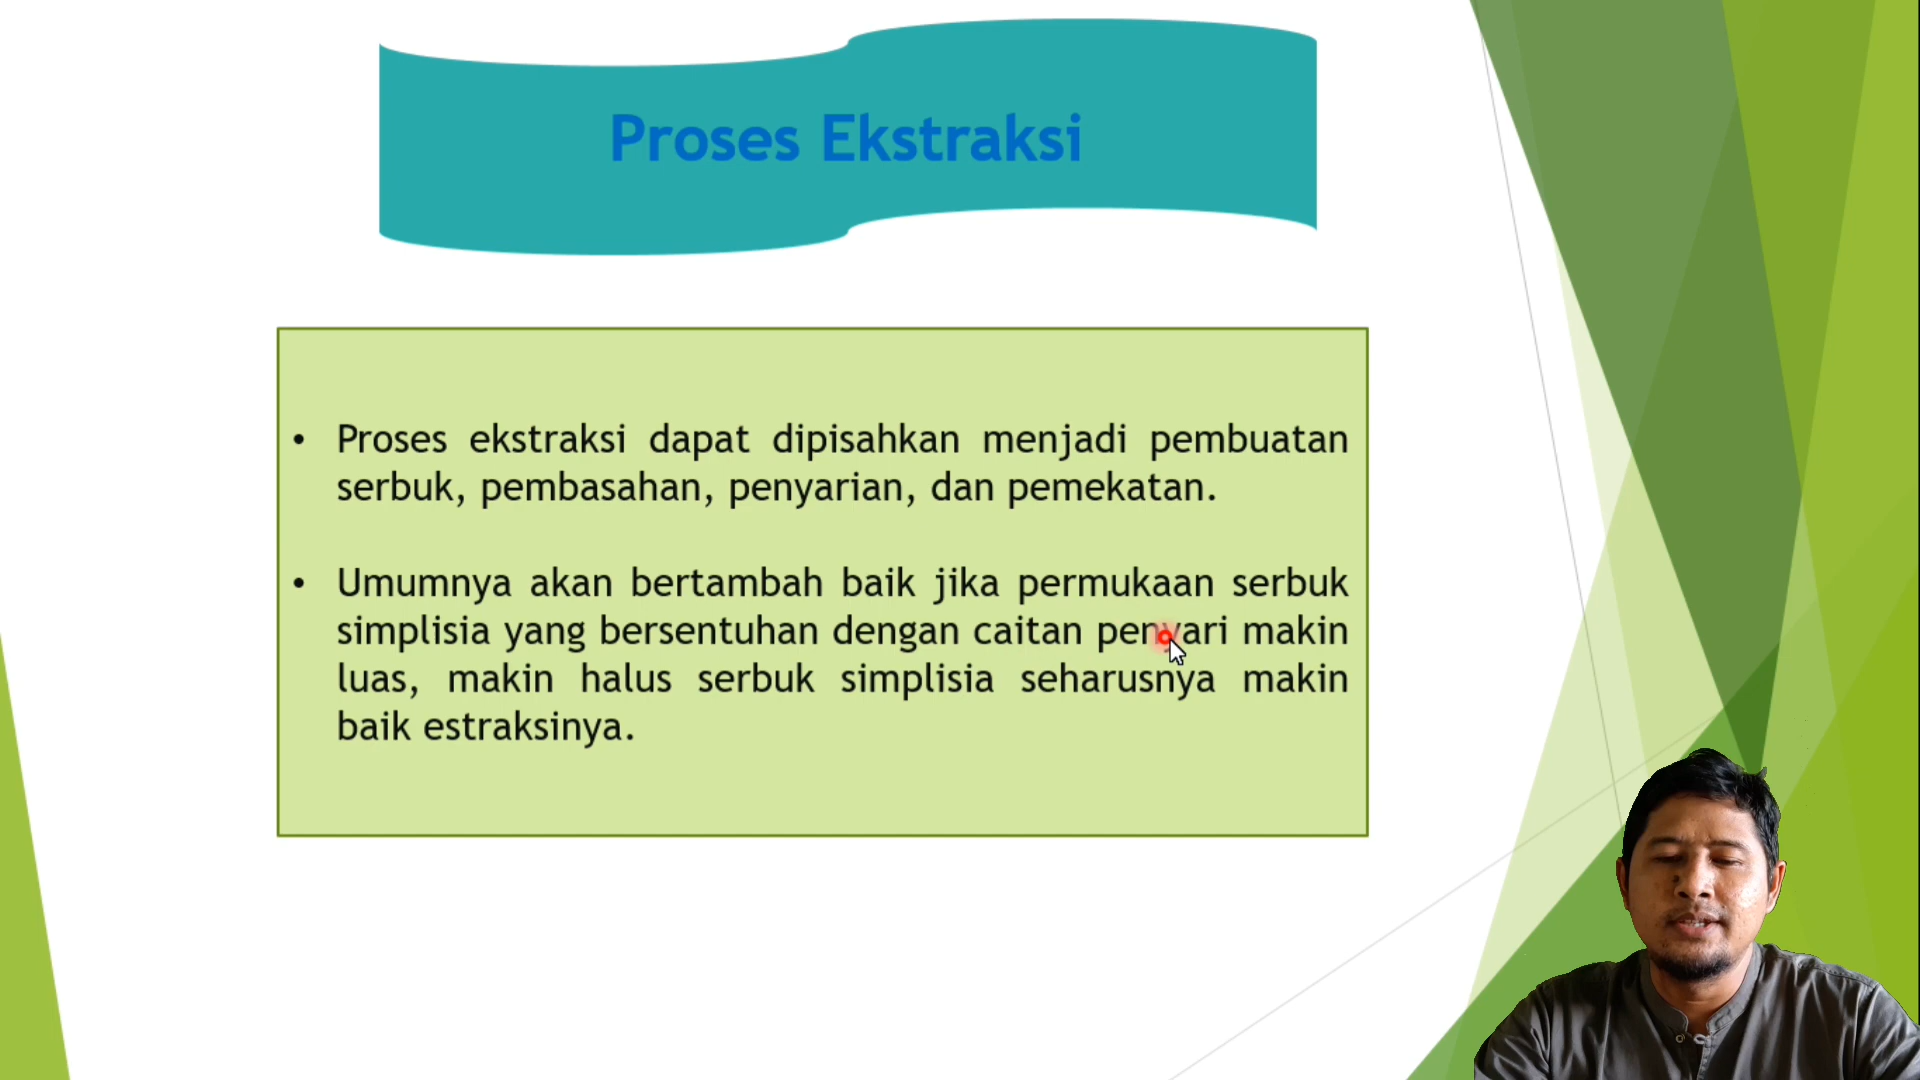 Proses Ekstraksi
• Proses ekstraksi dapat dipisahkan menjadi pembuatan
serbuk, pembasahan, penyarian, dan pemekatan.
• Umumnya akan bertambah baik jika permukaan serbuk
simplisia yang bersentuhan dengan caitan penyari makin
luas, makin halus serbuk simplisia seharusnya makin
baik estraksinya.